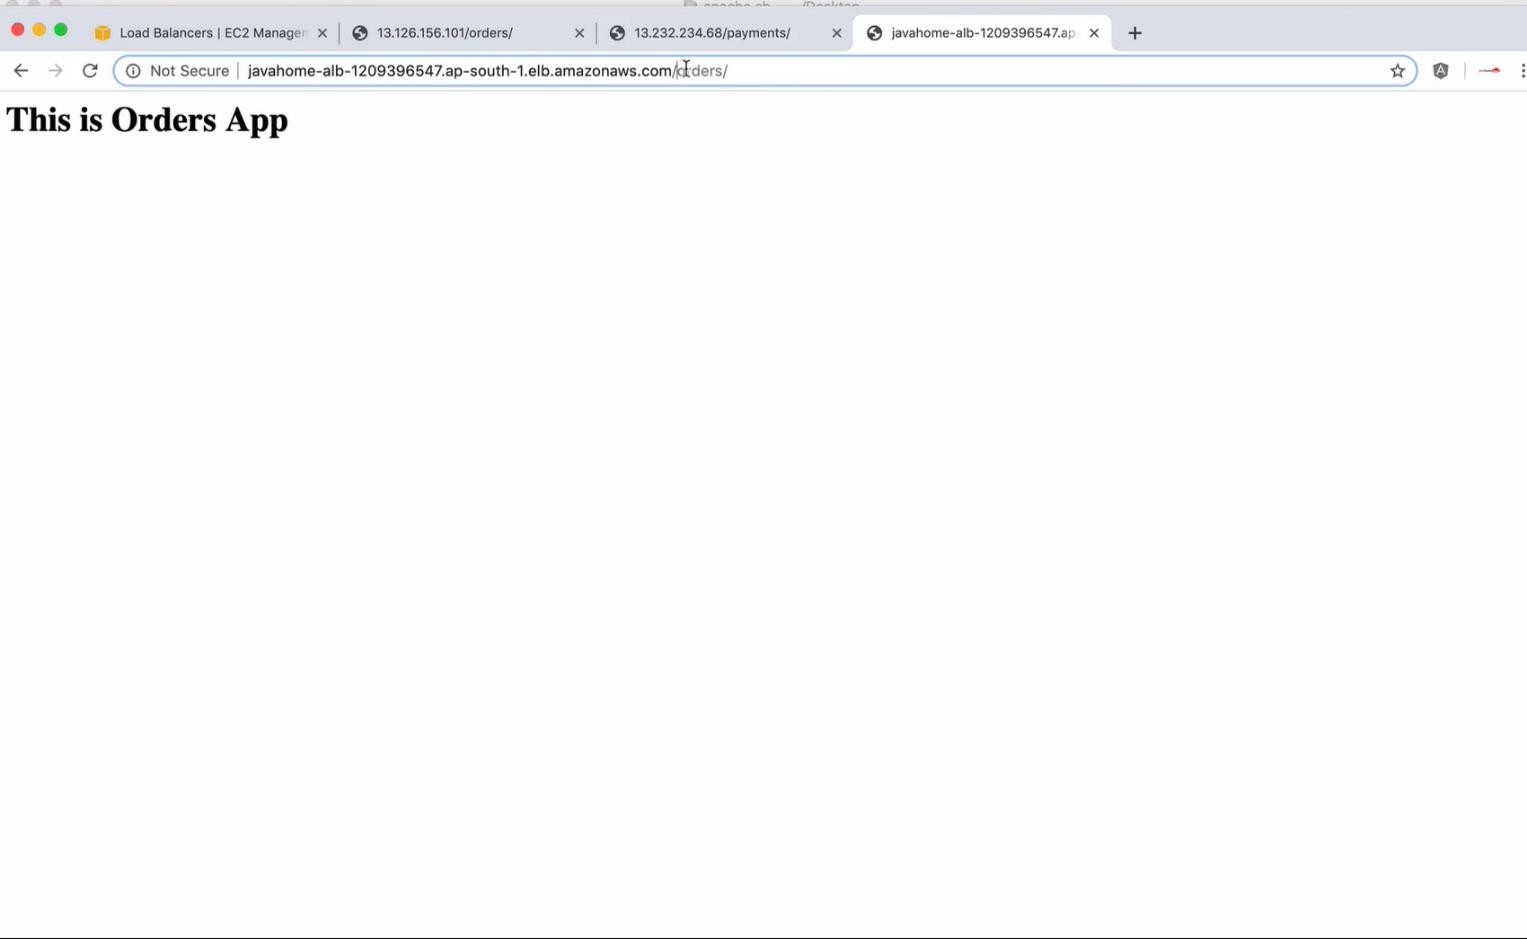 Load Balancers | EC2 Managen
13.126.156.101/orders/
13.232.234.68/payments/
javahome-alb-1209396547.ap-
Not Secure
javahome-alb-1209396547.ap-south-1.elb.amazonaws.com/orders/
This is Orders App